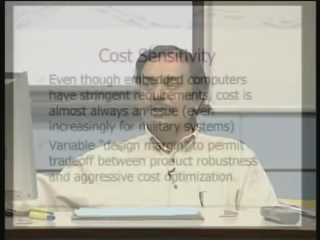 Cost Sensitivity
Even though embedded computers
have stringent requirements, cost is
almost always an issue (even
increasingly for military systems)
Variable "design margin" to permit
tradeoff between product robustness
and aggressive cost optimization.